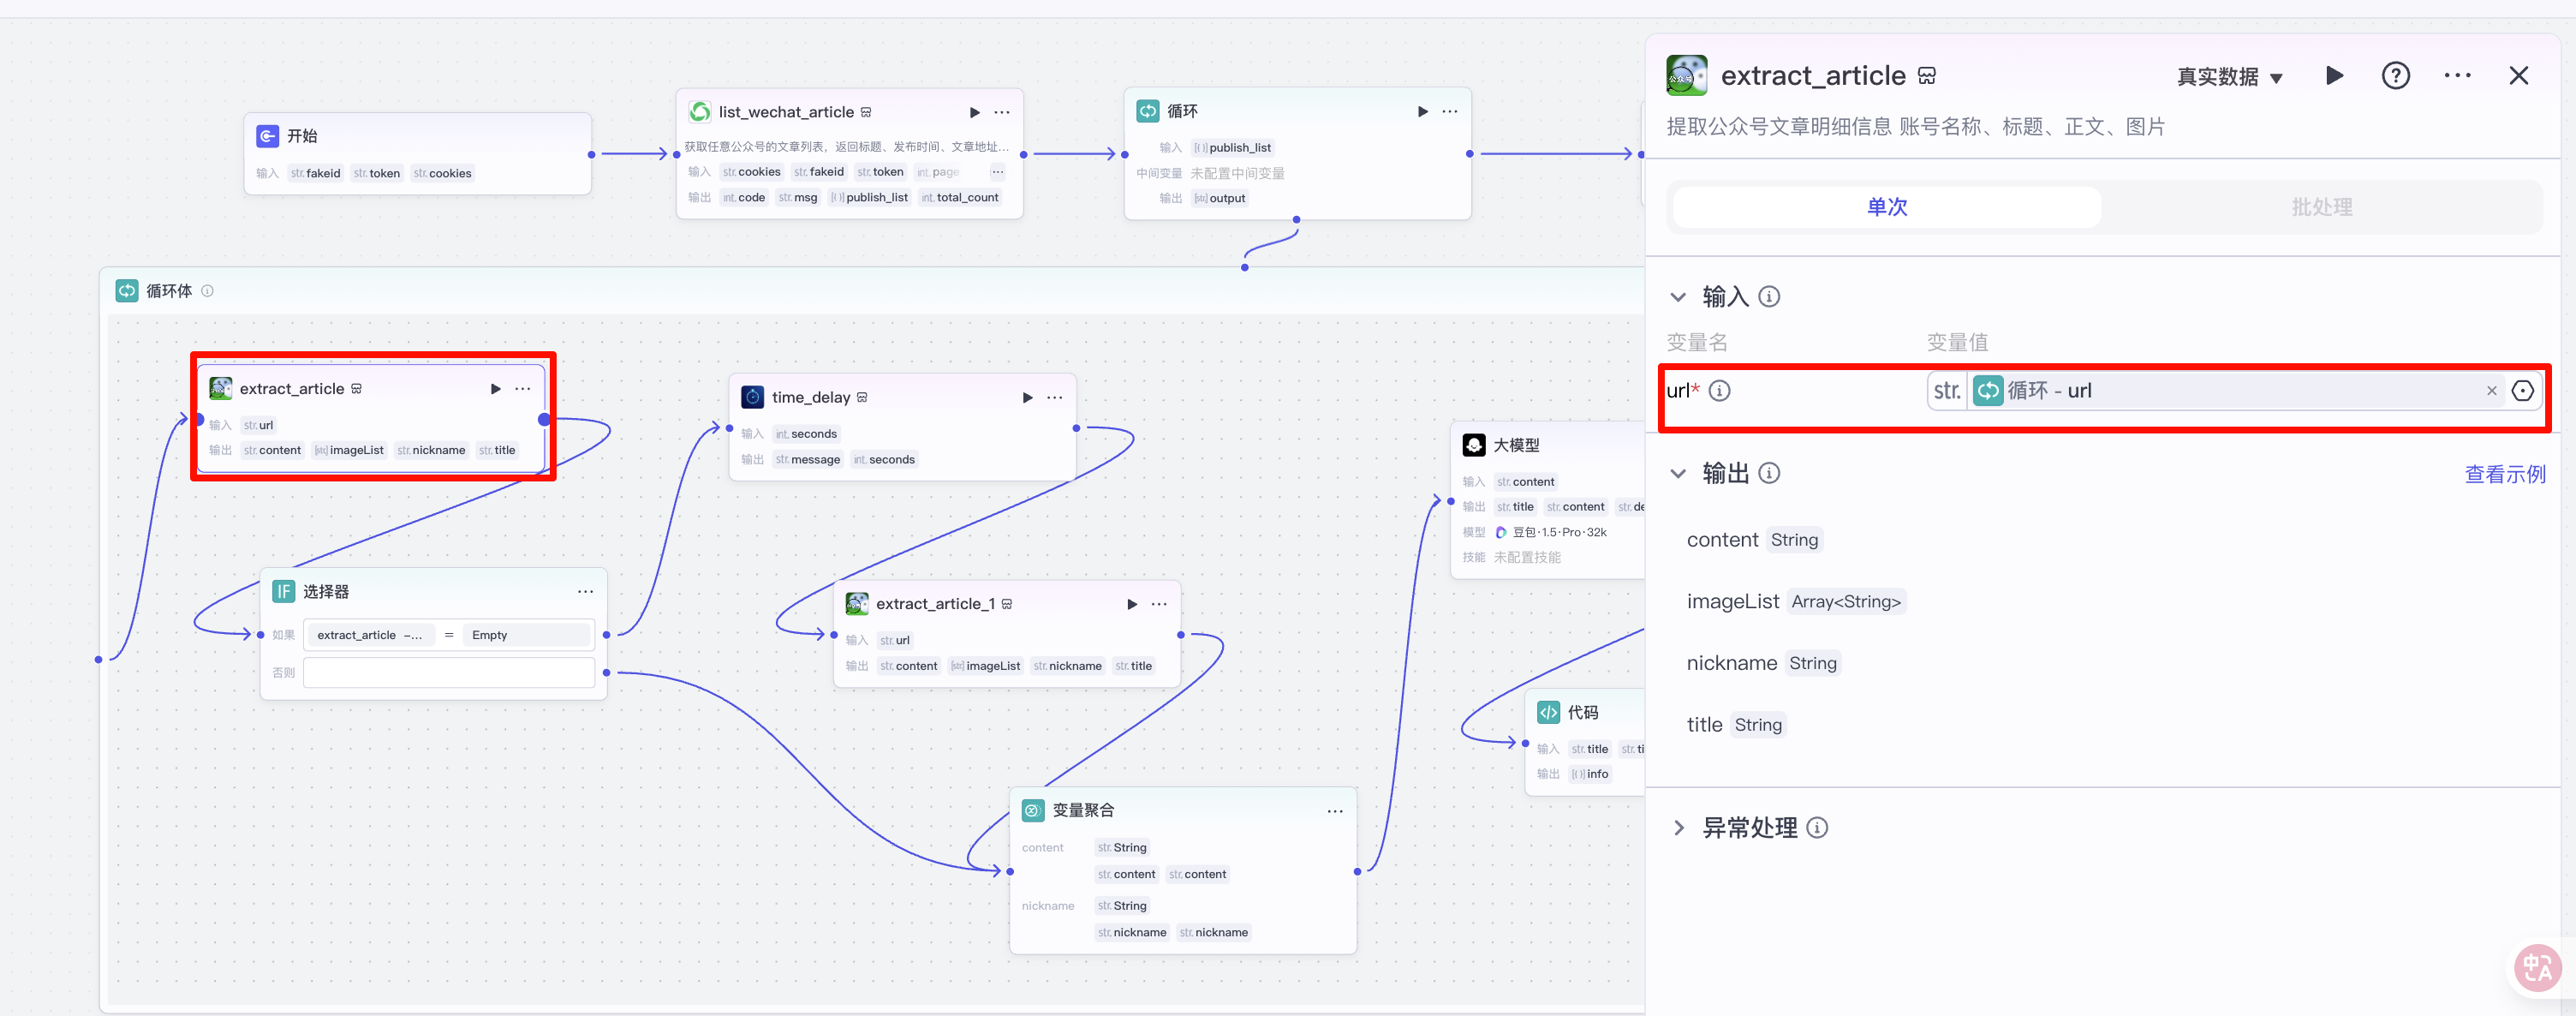 开始
输入 str. fakeid str. token str. cookies
list_wechat_article
获取任意公众号的文章列表，返回标题、发布时间、文章地址...
输入 str. cookies str. fakeid str. token int. page ...
输出 int. code str. msg [{}] publish_list int. total_count
循环
输入 [{}] publish_list
中间变量 未配置中间变量
输出 [str] output
循环体
extract_article
输入 str. url
输出 str. content [str] imageList str. nickname str. title
time_delay
输入 int. seconds
输出 str. message int. seconds
IF 选择器
如果 extract_article -... = Empty
否则
extract_article_1
输入 str. url
输出 str. content [str] imageList str. nickname str. title
变量聚合
content str. String
str. content str. content
nickname str. String
str. nickname str. nickname
大模型
输入 str. content
输出 str. title str. content str. de
模型 豆包·1.5·Pro·32k
技能 未配置技能
代码
输入 str. title str. ti
输出 [{}] info
extract_article 真实数据
提取公众号文章明细信息 账号名称、标题、正文、图片
单次 批处理
输入
变量名 变量值
url* str. 循环 - url
输出 查看示例
content String
imageList Array<String>
nickname String
title String
异常处理
中 A